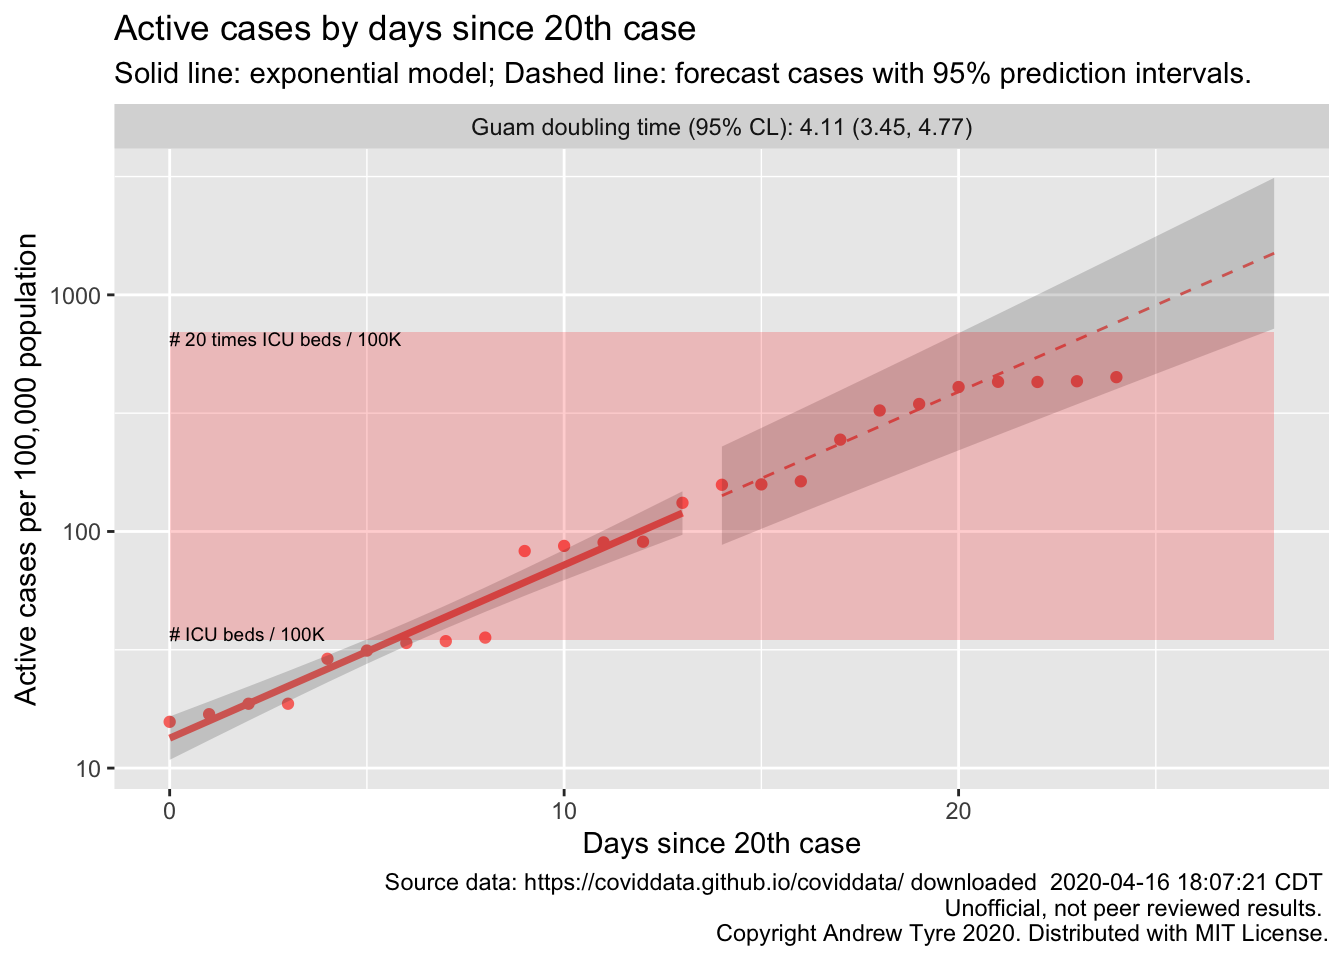 Active cases by days since 20th case
Solid line: exponential model; Dashed line: forecast cases with 95% prediction intervals.
Guam doubling time (95% CL): 4.11 (3.45, 4.77)
Active cases per 100,000 population
1000
100
10
# 20 times ICU beds / 100K
# ICU beds / 100K
0
10
20
Days since 20th case
Source data: https://coviddata.github.io/coviddata/ downloaded  2020-04-16 18:07:21 CDT
Unofficial, not peer reviewed results.
Copyright Andrew Tyre 2020. Distributed with MIT License.